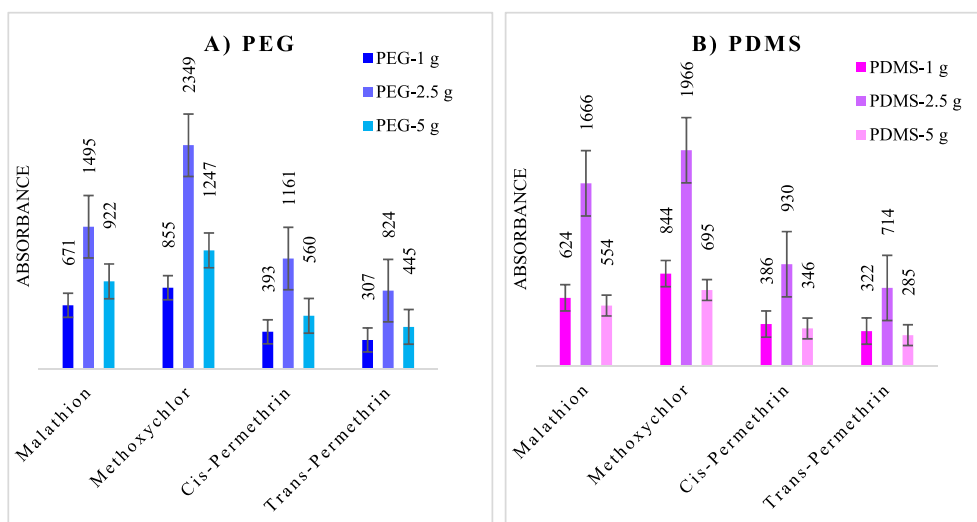 A) PEG
PEG-1 g
PEG-2.5 g
PEG-5 g
ABSORBANCE
671
1495
922
855
2349
1247
393
1161
560
307
824
445
Malathion
Methoxychlor
Cis-Permethrin
Trans-Permethrin
B) PDMS
PDMS-1 g
PDMS-2.5 g
PDMS-5 g
ABSORBANCE
624
1666
554
844
1966
695
386
930
346
322
714
285
Malathion
Methoxychlor
Cis-Permethrin
Trans-Permethrin